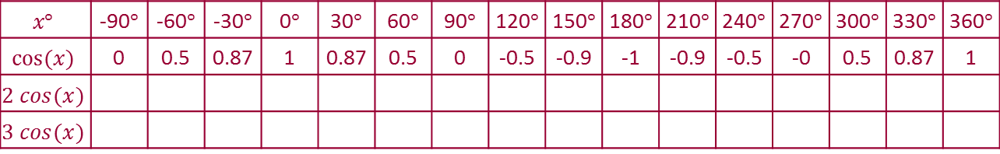 x° -90° -60° -30° 0° 30° 60° 90° 120° 150° 180° 210° 240° 270° 300° 330° 360°
cos(x) 0 0.5 0.87 1 0.87 0.5 0 -0.5 -0.9 -1 -0.9 -0.5 -0 0.5 0.87 1
2 cos(x)
3 cos(x)